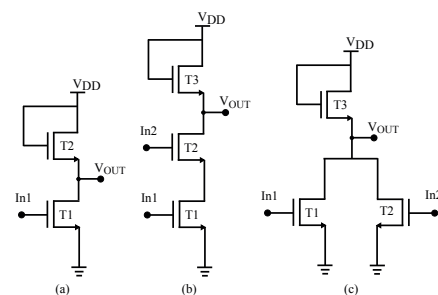 VDD
T2
VOUT
In1
T1
(a)
VDD
T3
VOUT
In2
T2
In1
T1
(b)
VDD
T3
VOUT
In1
T1
T2
In2
(c)